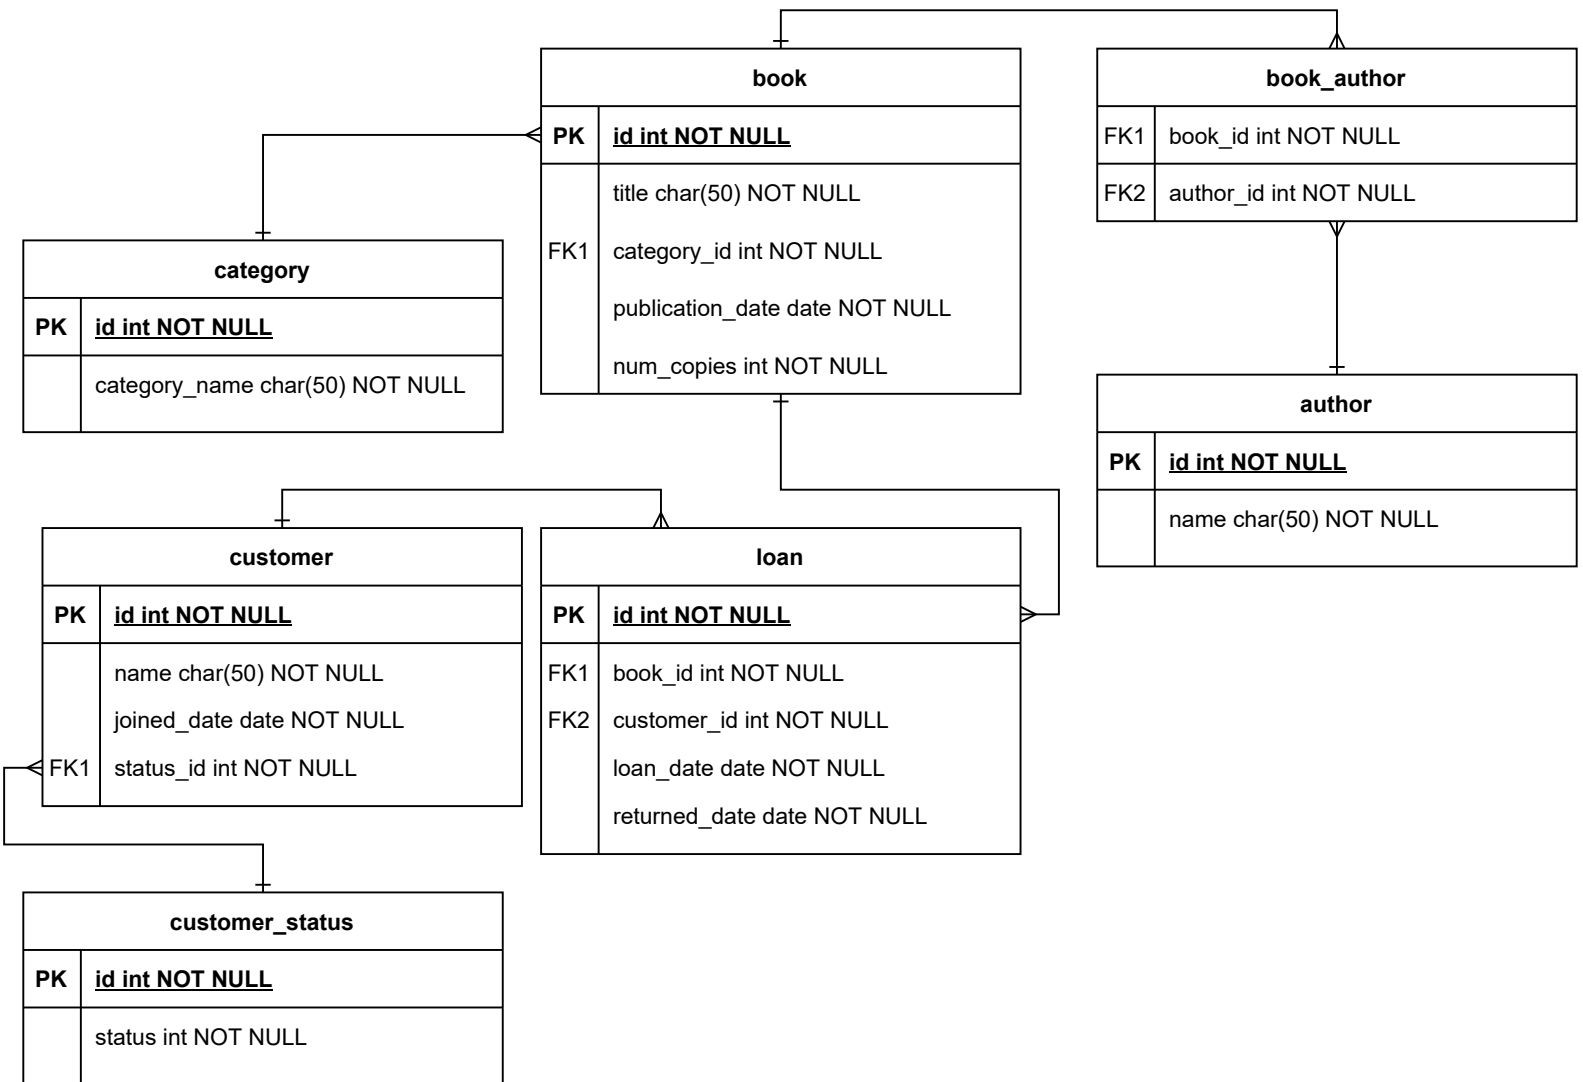 book
PK id int NOT NULL
title char(50) NOT NULL
FK1 category_id int NOT NULL
publication_date date NOT NULL
num_copies int NOT NULL
book_author
FK1 book_id int NOT NULL
FK2 author_id int NOT NULL
category
PK id int NOT NULL
category_name char(50) NOT NULL
author
PK id int NOT NULL
name char(50) NOT NULL
customer
PK id int NOT NULL
name char(50) NOT NULL
joined_date date NOT NULL
FK1 status_id int NOT NULL
loan
PK id int NOT NULL
FK1 book_id int NOT NULL
FK2 customer_id int NOT NULL
loan_date date NOT NULL
returned_date date NOT NULL
customer_status
PK id int NOT NULL
status int NOT NULL